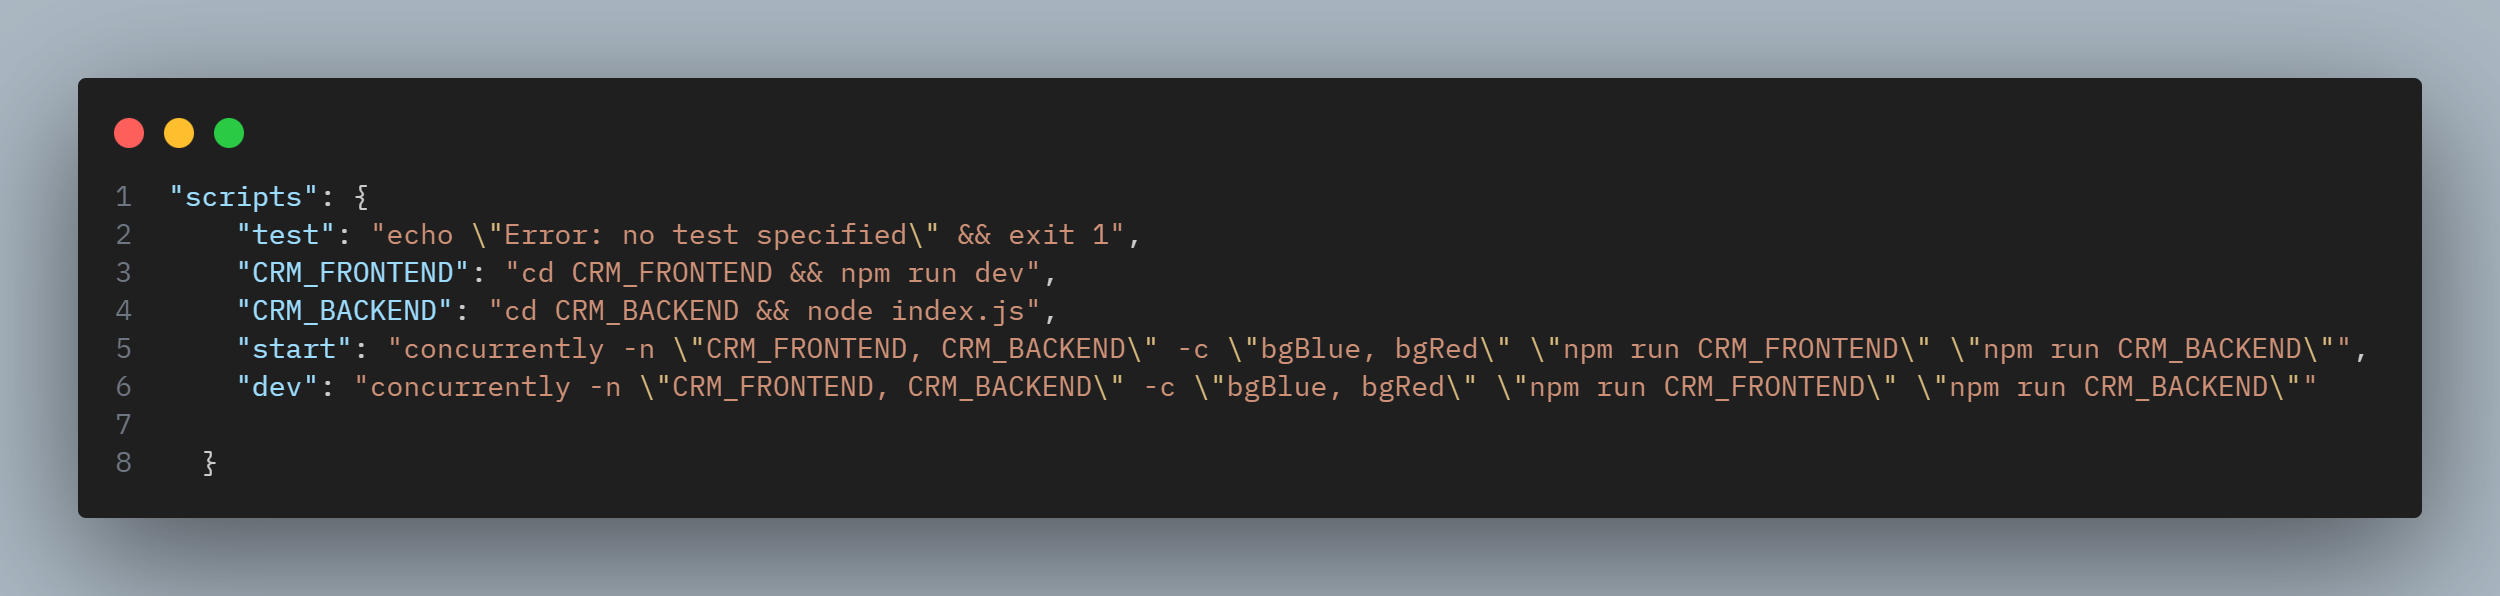 1 "scripts": {
2 "test": "echo \"Error: no test specified\" && exit 1",
3 "CRM_FRONTEND": "cd CRM_FRONTEND && npm run dev",
4 "CRM_BACKEND": "cd CRM_BACKEND && node index.js",
5 "start": "concurrently -n \"CRM_FRONTEND, CRM_BACKEND\" -c \"bgBlue, bgRed\" \"npm run CRM_FRONTEND\" \"npm run CRM_BACKEND\"",
6 "dev": "concurrently -n \"CRM_FRONTEND, CRM_BACKEND\" -c \"bgBlue, bgRed\" \"npm run CRM_FRONTEND\" \"npm run CRM_BACKEND\""
7
8 }